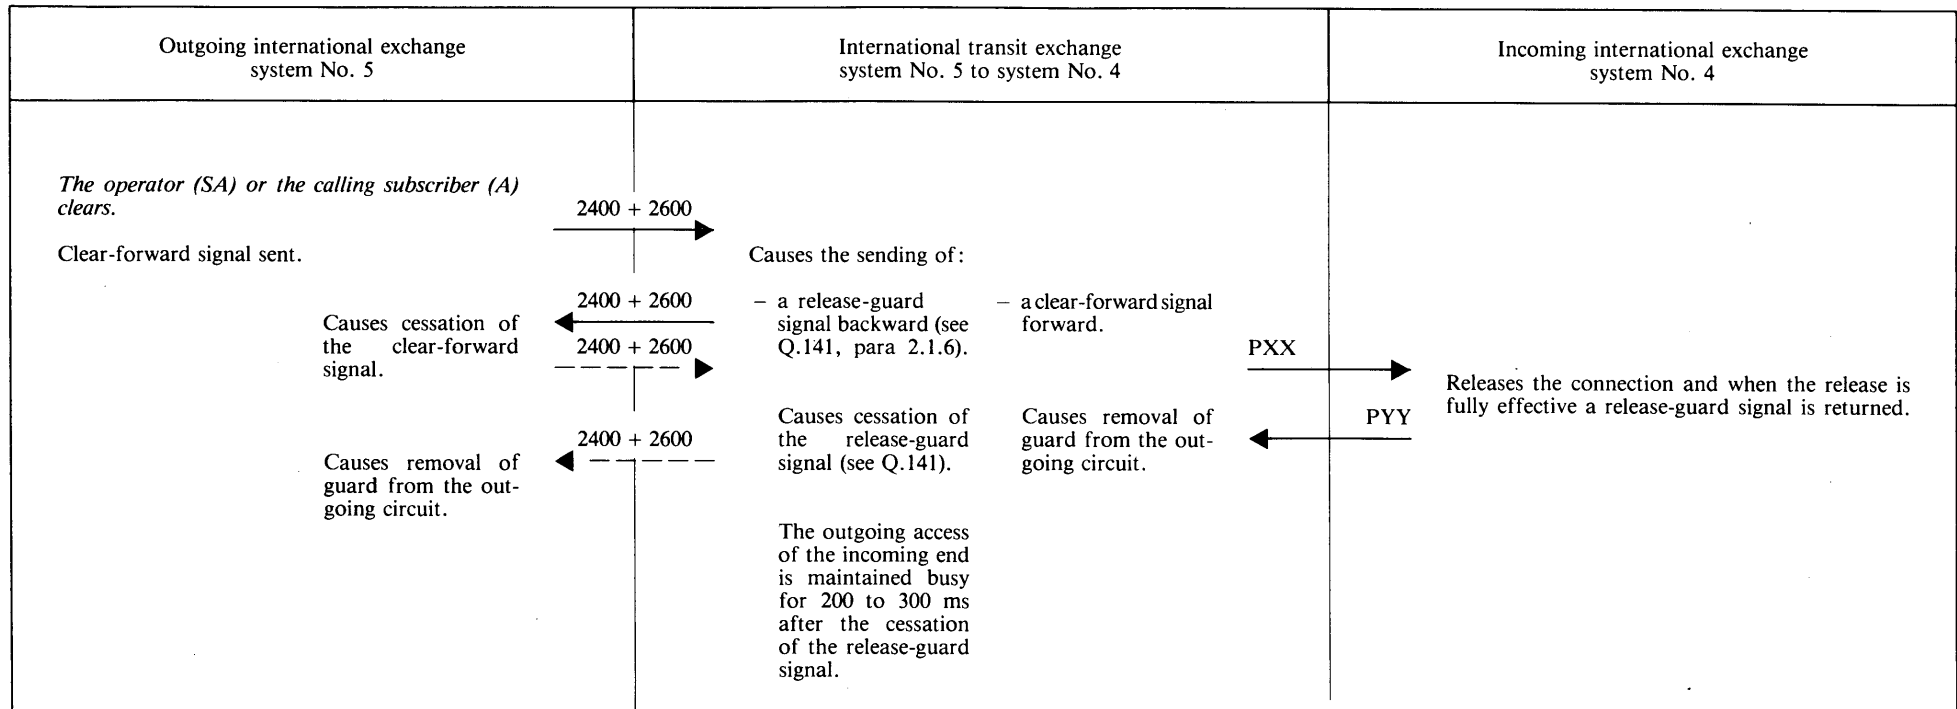 Outgoing international exchange
system No. 5
International transit exchange
system No. 5 to system No. 4
Incoming international exchange
system No. 4
The operator (SA) or the calling subscriber (A)
clears.
Clear-forward signal sent.
2400 + 2600
Causes the sending of:
2400 + 2600
– a release-guard
signal backward (see
Q.141, para 2.1.6).
– a clear-forward signal
forward.
Causes cessation of
the clear-forward
signal.
2400 + 2600
PXX
Releases the connection and when the release is
fully effective a release-guard signal is returned.
PYY
Causes cessation of
the release-guard
signal (see Q.141).
Causes removal of
guard from the out-
going circuit.
2400 + 2600
Causes removal of
guard from the out-
going circuit.
The outgoing access
of the incoming end
is maintained busy
for 200 to 300 ms
after the cessation
of the release-guard
signal.